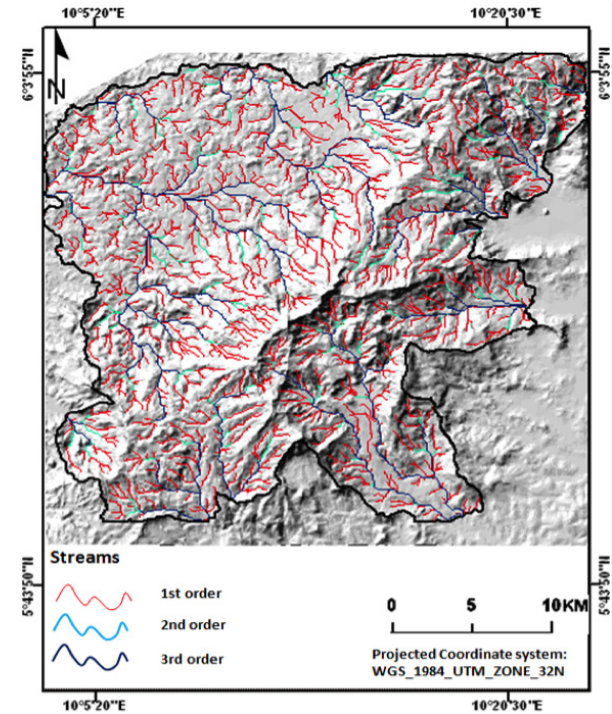 10°5'20"E
10°20'30"E
6°3'55"N
6°3'55"N
N
Streams
1st order
2nd order
3rd order
0 5 10KM
Projected Coordinate system:
WGS_1984_UTM_ZONE_32N
5°43'50"N
5°43'50"N
10°5'20"E
10°20'30"E